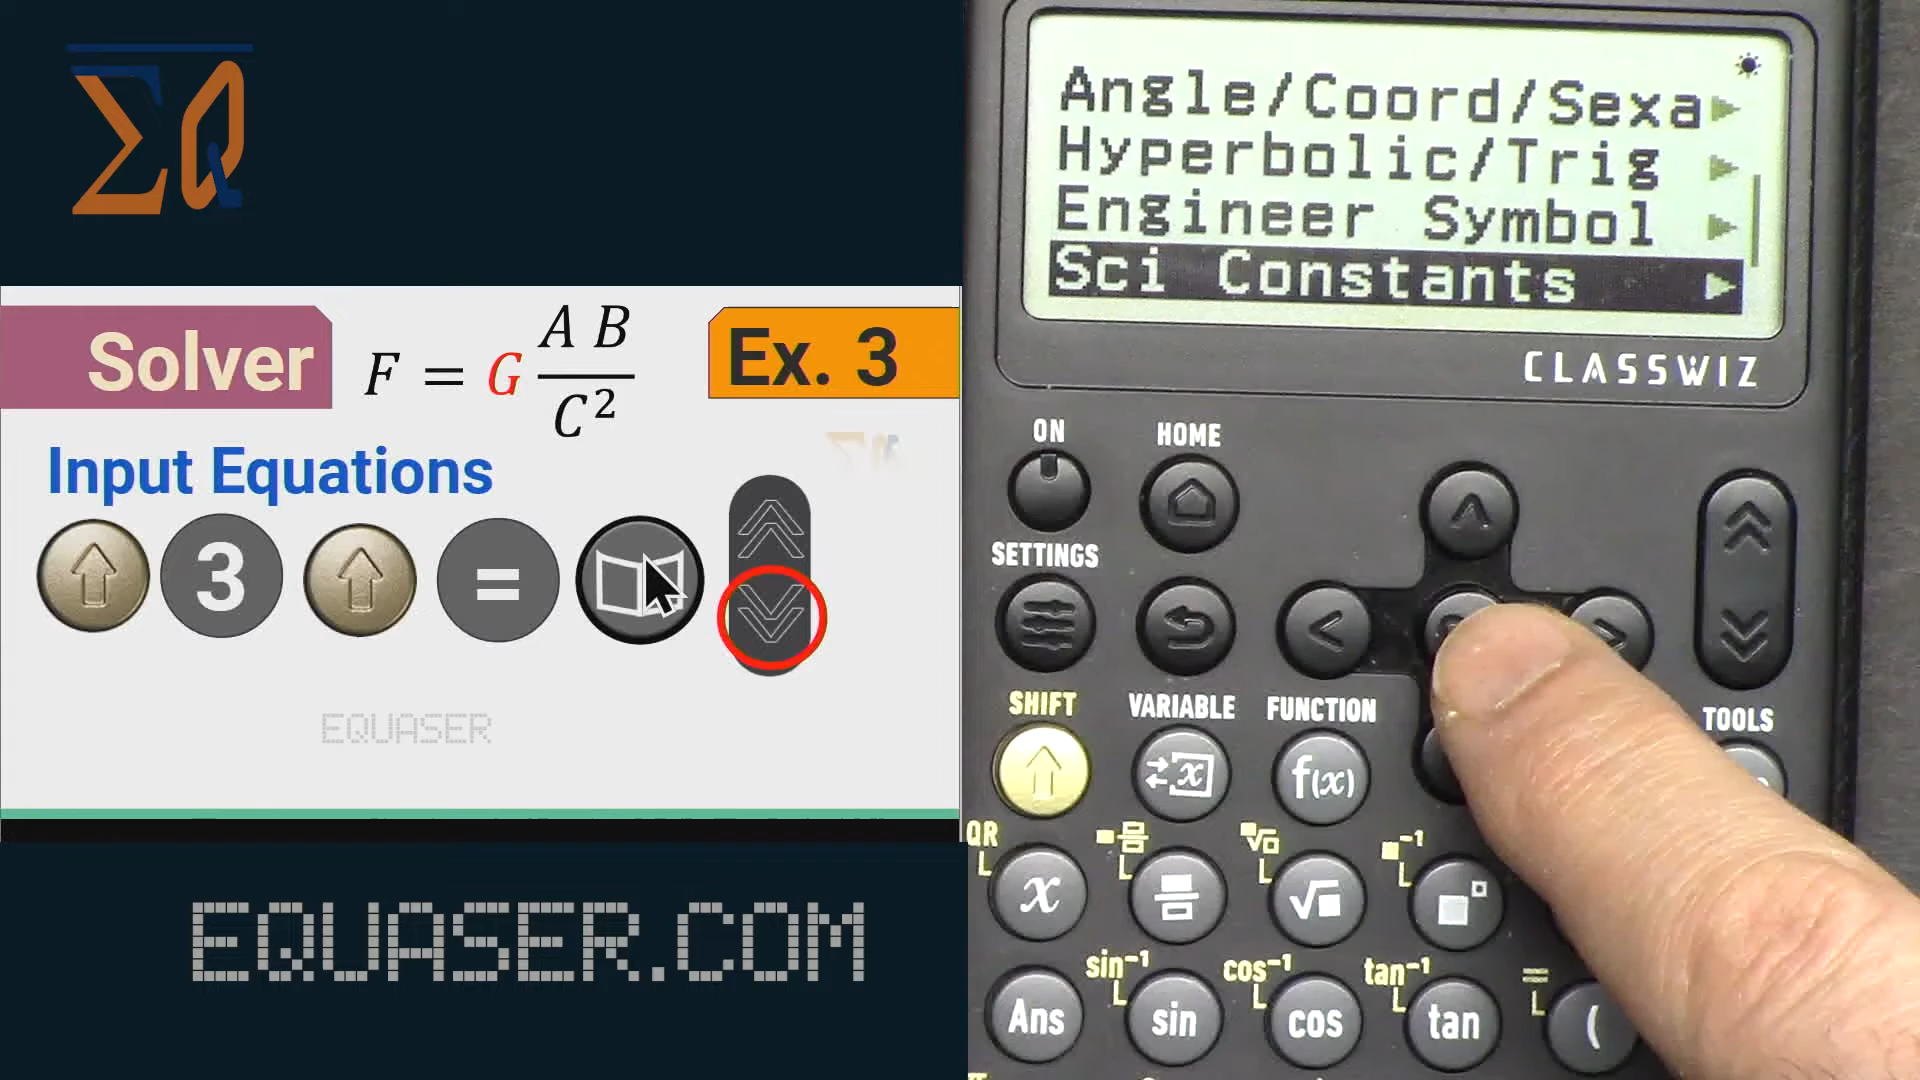 ΣQ
Solver
F = G A B / C²
Ex. 3
Input Equations
3
=
EQUASER
EQUASER.COM
Angle/Coord/Sexa
Hyperbolic/Trig
Engineer Symbol
Sci Constants
CLASSWIZ
ON
HOME
SETTINGS
SHIFT
VARIABLE
FUNCTION
TOOLS
x
f(x)
QR
√
-1
x
√
sin⁻¹
cos⁻¹
tan⁻¹
=
Ans
sin
cos
tan
(